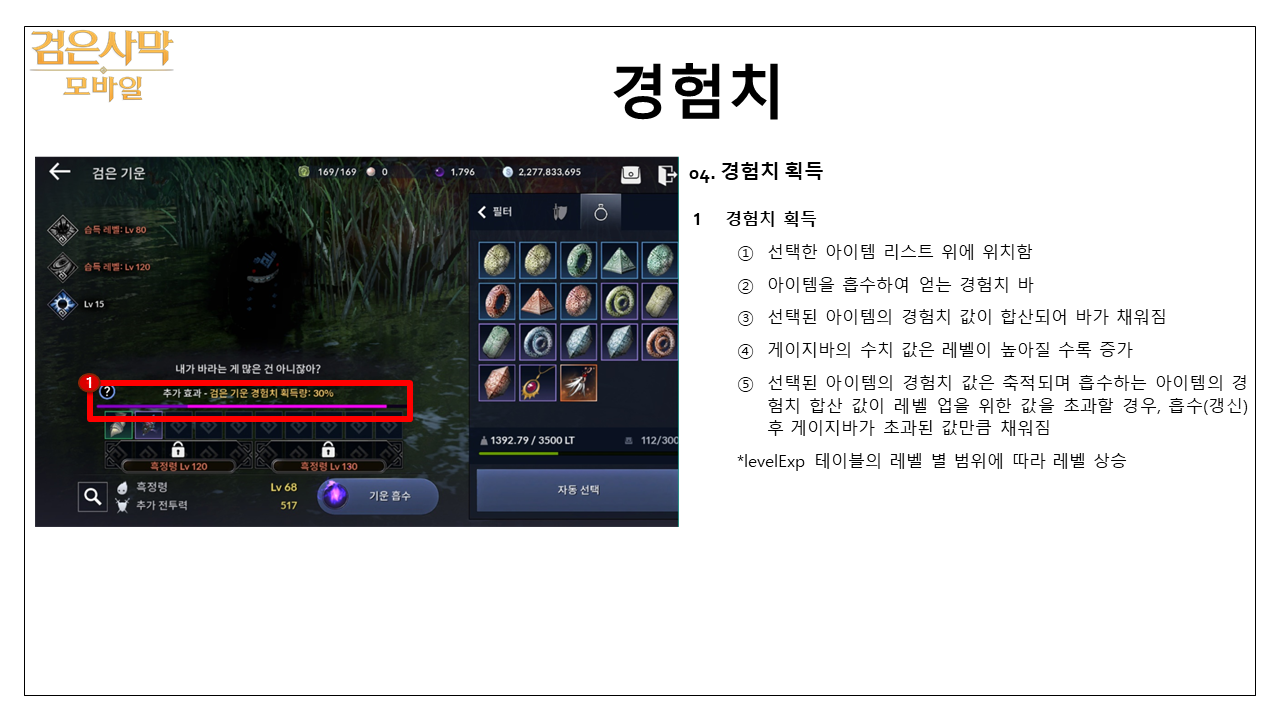 검은사막
모바일
경험치
검은 기운
169/169
0
1,796
2,277,833,695
필터
습득 레벨: Lv 80
습득 레벨: Lv 120
Lv 15
내가 바라는 게 많은 건 아니잖아?
1
?
추가 효과 - 검은 기운 경험치 획득량: 30%
흑정령 Lv 120
흑정령 Lv 130
흑정령
Lv 68
추가 전투력
517
기운 흡수
1392.79 / 3500 LT
112/300
자동 선택
04. 경험치 획득
1 경험치 획득
① 선택한 아이템 리스트 위에 위치함
② 아이템을 흡수하여 얻는 경험치 바
③ 선택된 아이템의 경험치 값이 합산되어 바가 채워짐
④ 게이지바의 수치 값은 레벨이 높아질 수록 증가
⑤ 선택된 아이템의 경험치 값은 축적되며 흡수하는 아이템의 경
험치 합산 값이 레벨 업을 위한 값을 초과할 경우, 흡수(갱신)
후 게이지바가 초과된 값만큼 채워짐
*levelExp 테이블의 레벨 별 범위에 따라 레벨 상승